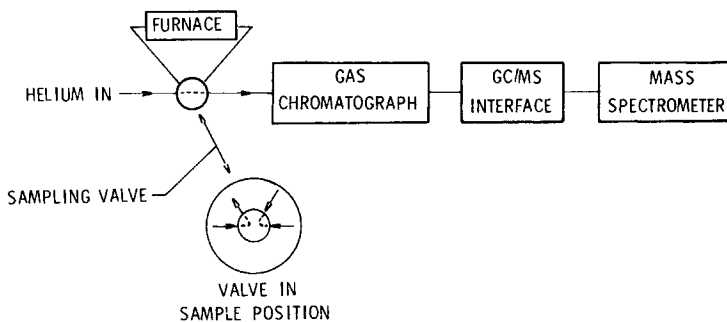 FURNACE
HELIUM IN
GAS
CHROMATOGRAPH
GC/MS
INTERFACE
MASS
SPECTROMETER
SAMPLING VALVE
VALVE IN
SAMPLE POSITION